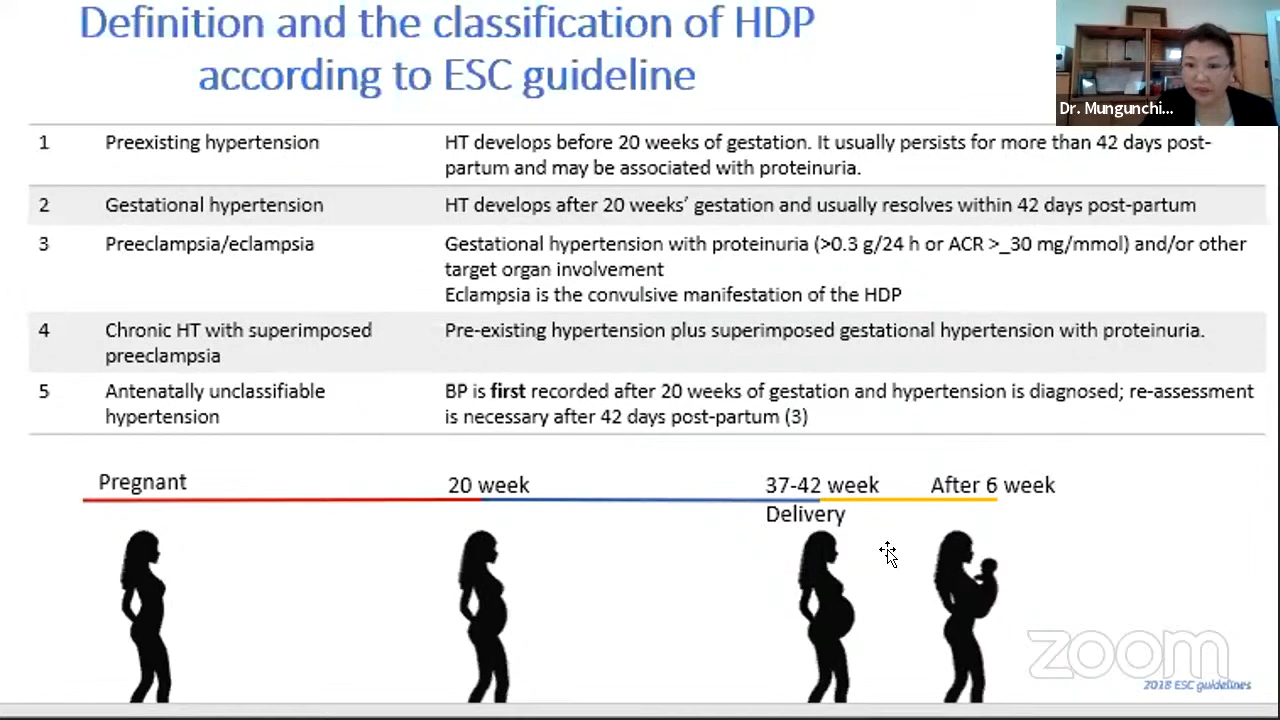 Definition and the classification of HDP
according to ESC guideline
Dr. Mungunchi...
1 Preexisting hypertension HT develops before 20 weeks of gestation. It usually persists for more than 42 days post-
partum and may be associated with proteinuria.
2 Gestational hypertension HT develops after 20 weeks' gestation and usually resolves within 42 days post-partum
3 Preeclampsia/eclampsia Gestational hypertension with proteinuria (>0.3 g/24 h or ACR >_30 mg/mmol) and/or other
target organ involvement
Eclampsia is the convulsive manifestation of the HDP
4 Chronic HT with superimposed Pre-existing hypertension plus superimposed gestational hypertension with proteinuria.
preeclampsia
5 Antenatally unclassifiable BP is first recorded after 20 weeks of gestation and hypertension is diagnosed; re-assessment
hypertension is necessary after 42 days post-partum (3)
Pregnant 20 week 37-42 week After 6 week
Delivery
zoom
2018 ESC guidelines